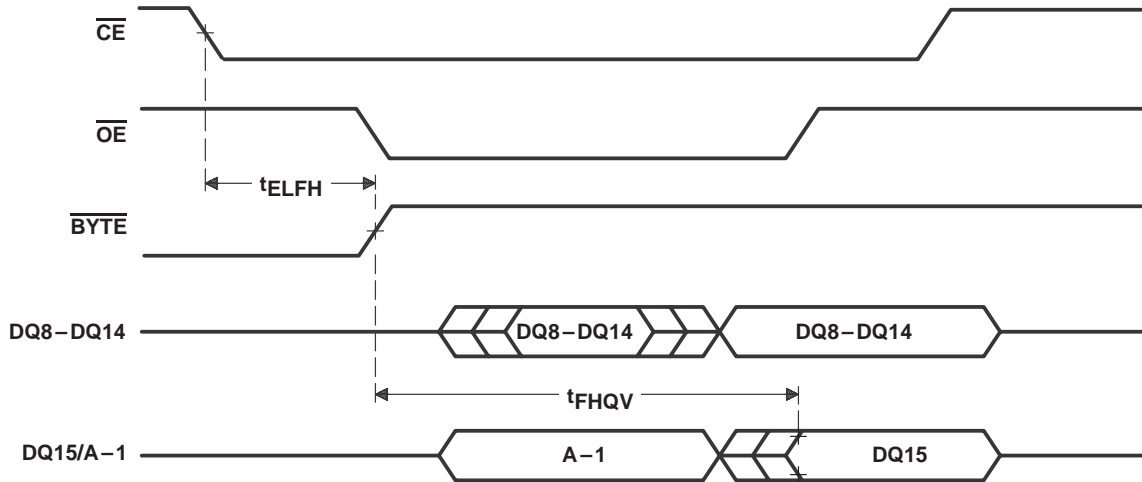 CE
OE
tELFH
BYTE
DQ8–DQ14 DQ8–DQ14 DQ8–DQ14
tFHQV
DQ15/A–1 A–1 DQ15